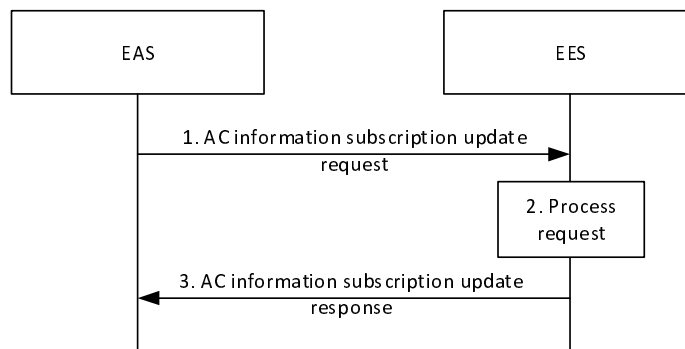 EAS
EES
1. AC information subscription update
request
2. Process
request
3. AC information subscription update
response